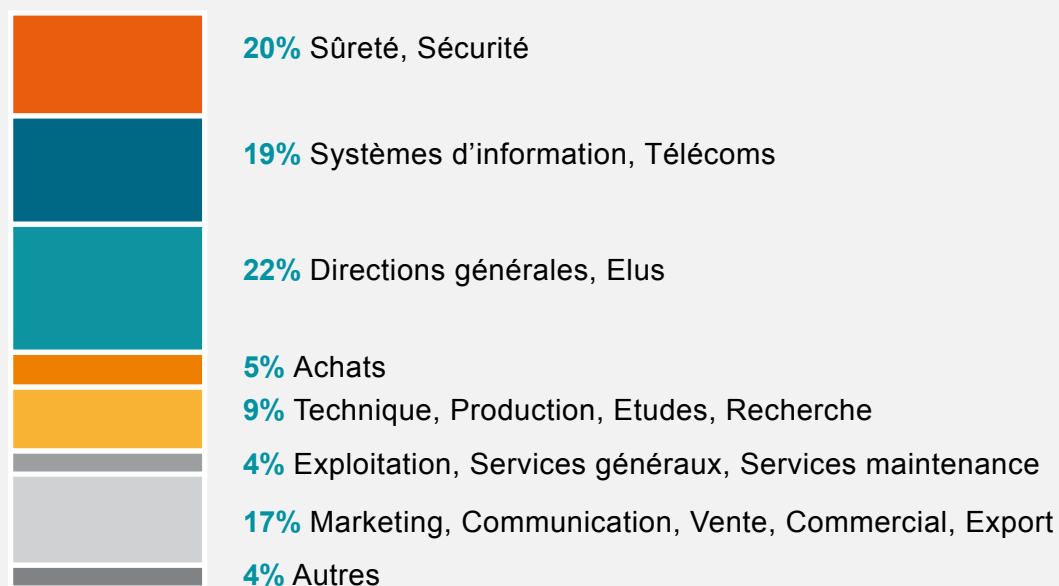 20% Sûreté, Sécurité
19% Systèmes d’information, Télécoms
22% Directions générales, Elus
5% Achats
9% Technique, Production, Etudes, Recherche
4% Exploitation, Services généraux, Services maintenance
17% Marketing, Communication, Vente, Commercial, Export
4% Autres